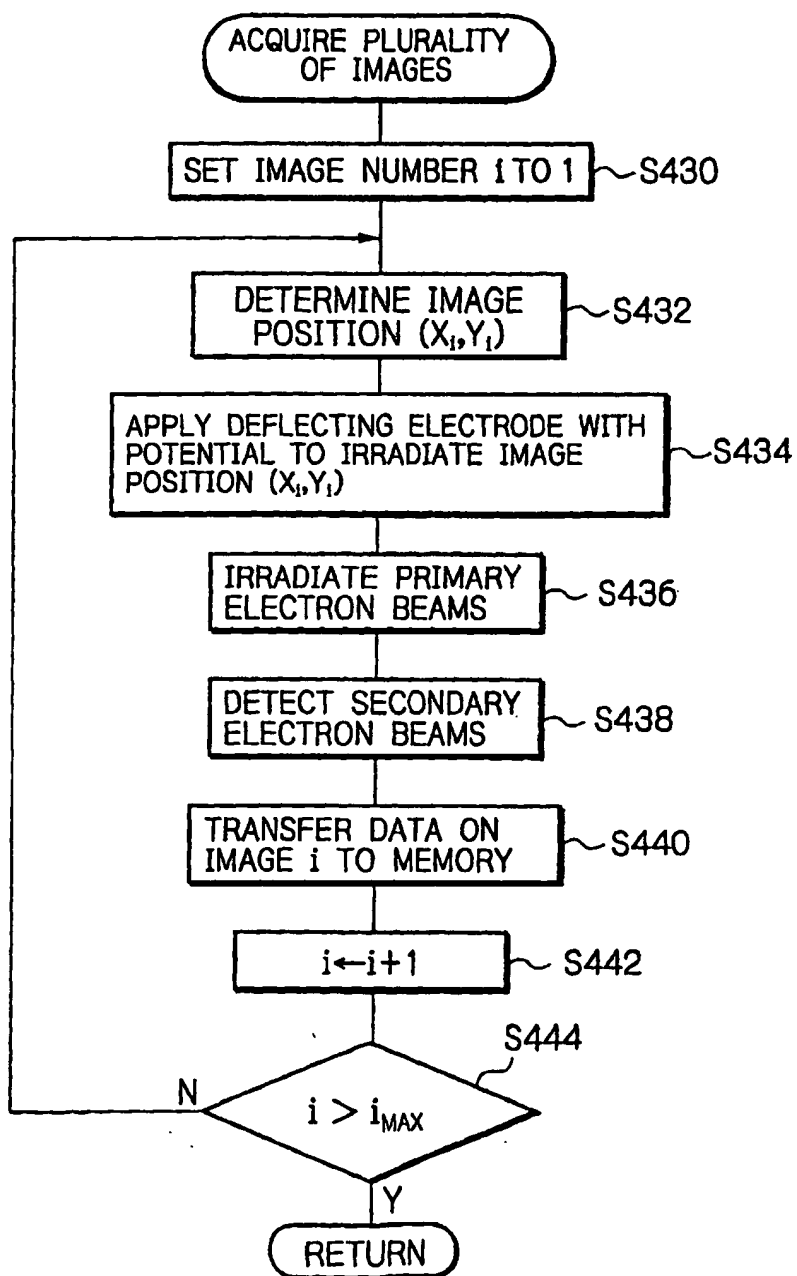 ACQUIRE PLURALITY
OF IMAGES
SET IMAGE NUMBER i TO 1
S430
DETERMINE IMAGE
POSITION (Xi,Yi)
S432
APPLY DEFLECTING ELECTRODE WITH
POTENTIAL TO IRRADIATE IMAGE
POSITION (Xi,Yi)
S434
IRRADIATE PRIMARY
ELECTRON BEAMS
S436
DETECT SECONDARY
ELECTRON BEAMS
S438
TRANSFER DATA ON
IMAGE i TO MEMORY
S440
i←i+1
S442
S444
N
i > iMAX
Y
RETURN